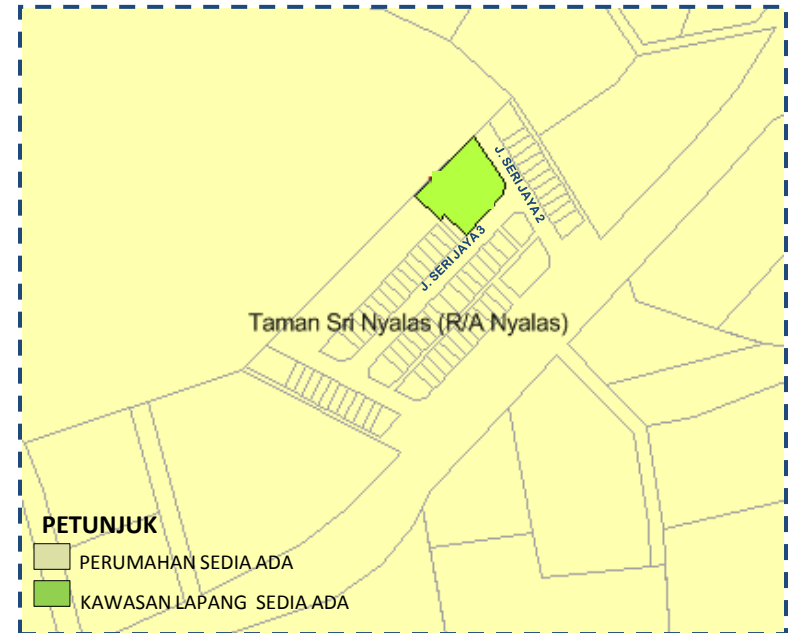 J. SERI JAYA 2
J. SERI JAYA 3
Taman Sri Nyalas (R/A Nyalas)
PETUNJUK
PERUMAHAN SEDIA ADA
KAWASAN LAPANG SEDIA ADA